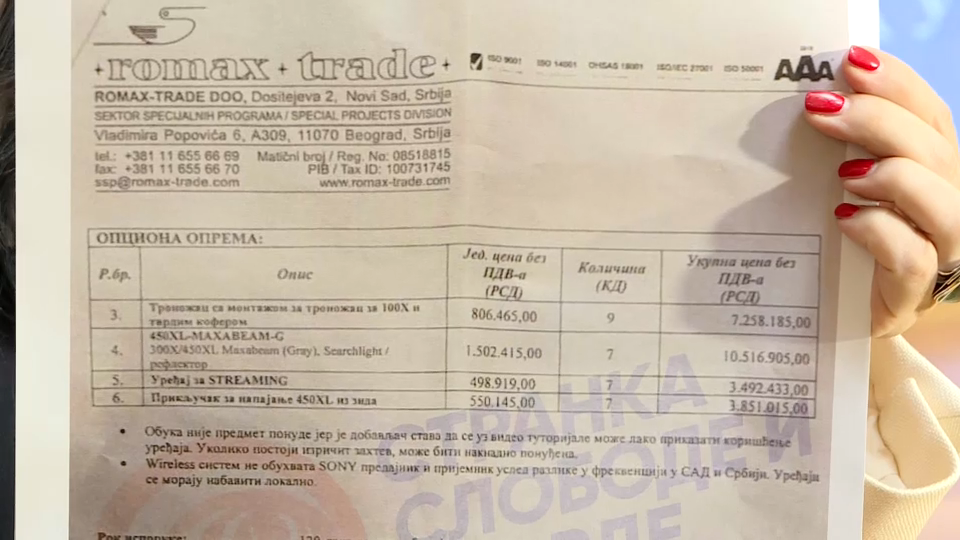 romax trade
ISO 9001 ISO 14001 OHSAS 18001 ISO/IEC 27001 ISO 50001 AAA
ROMAX-TRADE DOO, Dositejeva 2, Novi Sad, Srbija
SEKTOR SPECIJALNIH PROGRAMA / SPECIAL PROJECTS DIVISION
Vladimira Popovića 6, A309, 11070 Beograd, Srbija
tel.: +381 11 655 66 69 Matični broj / Reg. No: 08518815
fax: +381 11 655 66 70 PIB / Tax ID: 100731745
ssp@romax-trade.com www.romax-trade.com
ОПЦИОНА ОПРЕМА:
Р.бр. Опис Јед. цена без ПДВ-а (РСД) Количина (КД) Укупна цена без ПДВ-а (РСД)
3. Троножац са монтажом за троножац за 100X и тврдим кофером 806.465,00 9 7.258.185,00
4. 450XL-MAXABEAM-G 300X/450XL Maxabeam (Gray), Searchlight / рефлектор 1.502.415,00 7 10.516.905,00
5. Уређај за STREAMING 498.919,00 7 3.492.433,00
6. Прикључак за напајање 450XL из зида 550.145,00 7 3.851.015,00
• Обука није предмет понуде јер је добављач става да се уз видео туторијале може лако приказати коришћење
уређаја. Уколико постоји изричит захтев, може бити накнадно понуђена.
• Wireless систем не обухвата SONY предајник и пријемник услед разлике у фреквенцији у САД и Србији. Уређаји
се морају набавити локално.
СТРАНКА
СЛОБОДЕ И
Рок испоруке: